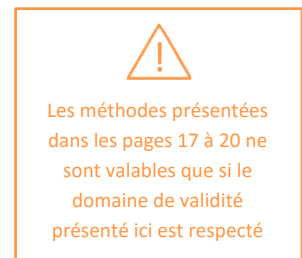 Les méthodes présentées
dans les pages 17 à 20 ne
sont valables que si le
domaine de validité
présenté ici est respecté